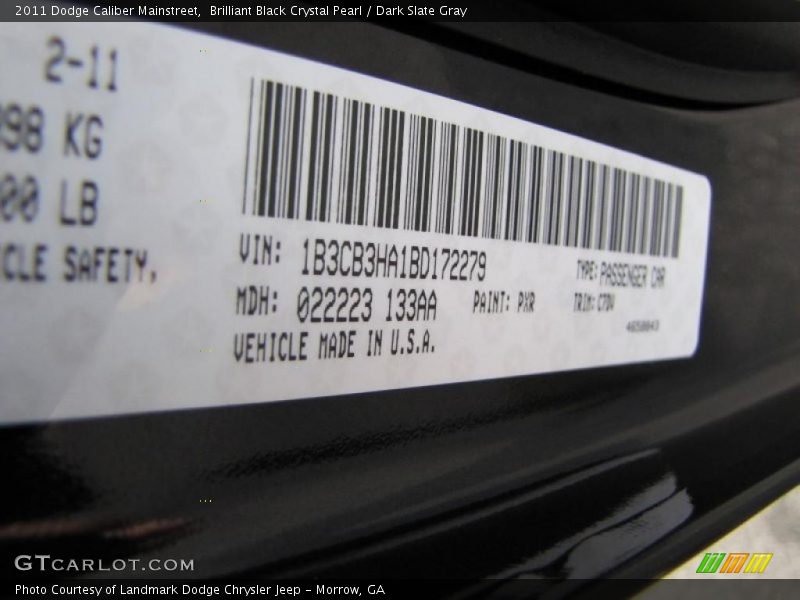 2011 Dodge Caliber Mainstreet,  Brilliant Black Crystal Pearl / Dark Slate Gray
2-11
98 KG
00 LB
CLE SAFETY,
VIN: 1B3CB3HA1BD172279
TYPE: PASSENGER CAR
MDH: 022223 133AA
PAINT: PXR
TRIM: C7DV
VEHICLE MADE IN U.S.A.
GTCARLOT.COM
Photo Courtesy of Landmark Dodge Chrysler Jeep – Morrow, GA